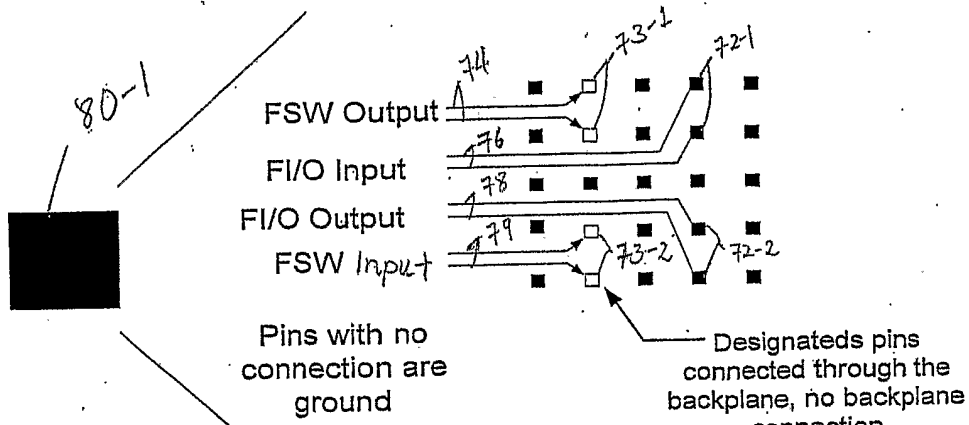 80-1
74
73-1
72-1
FSW Output
76
FI/O Input
78
FI/O Output
79
FSW Input
73-2
72-2
Pins with no
connection are
ground
Designateds pins
connected through the
backplane, no backplane
connection